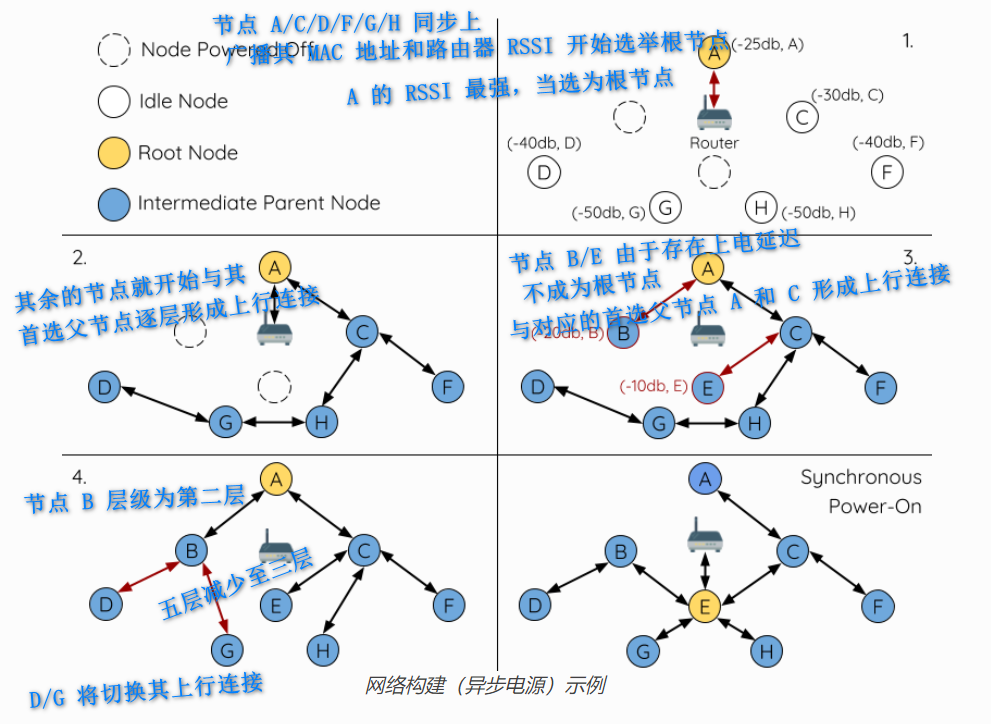 节点 A/C/D/F/G/H 同步上
广播其 MAC 地址和路由器 RSSI 开始选举根节点
A 的 RSSI 最强，当选为根节点
Node Powered Off
Idle Node
Root Node
Intermediate Parent Node
1.
A
(-25db, A)
(-30db, C)
C
Router
(-40db, D)
D
(-40db, F)
F
(-50db, G)
G
H
(-50db, H)
2.
其余的节点就开始与其
首选父节点逐层形成上行连接
A
C
D
F
G
H
3.
节点 B/E 由于存在上电延迟
不成为根节点
与对应的首选父节点 A 和 C 形成上行连接
A
(-20db, B)
B
C
D
(-10db, E)
E
F
G
H
4.
节点 B 层级为第二层
五层减少至三层
D/G 将切换其上行连接
A
B
C
D
E
F
G
H
Synchronous
Power-On
A
B
C
D
E
F
G
H
网络构建（异步电源）示例